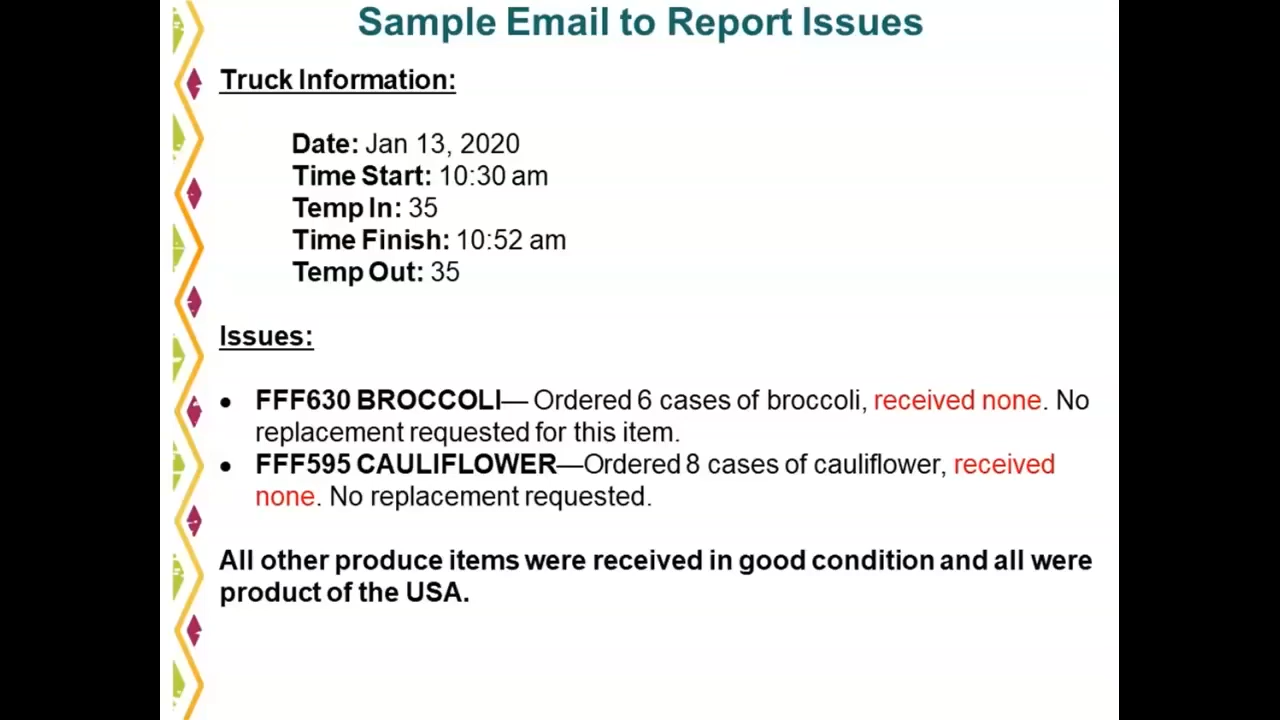 Sample Email to Report Issues
Truck Information:
Date: Jan 13, 2020
Time Start: 10:30 am
Temp In: 35
Time Finish: 10:52 am
Temp Out: 35
Issues:
• FFF630 BROCCOLI— Ordered 6 cases of broccoli, received none. No
replacement requested for this item.
• FFF595 CAULIFLOWER—Ordered 8 cases of cauliflower, received
none. No replacement requested.
All other produce items were received in good condition and all were
product of the USA.